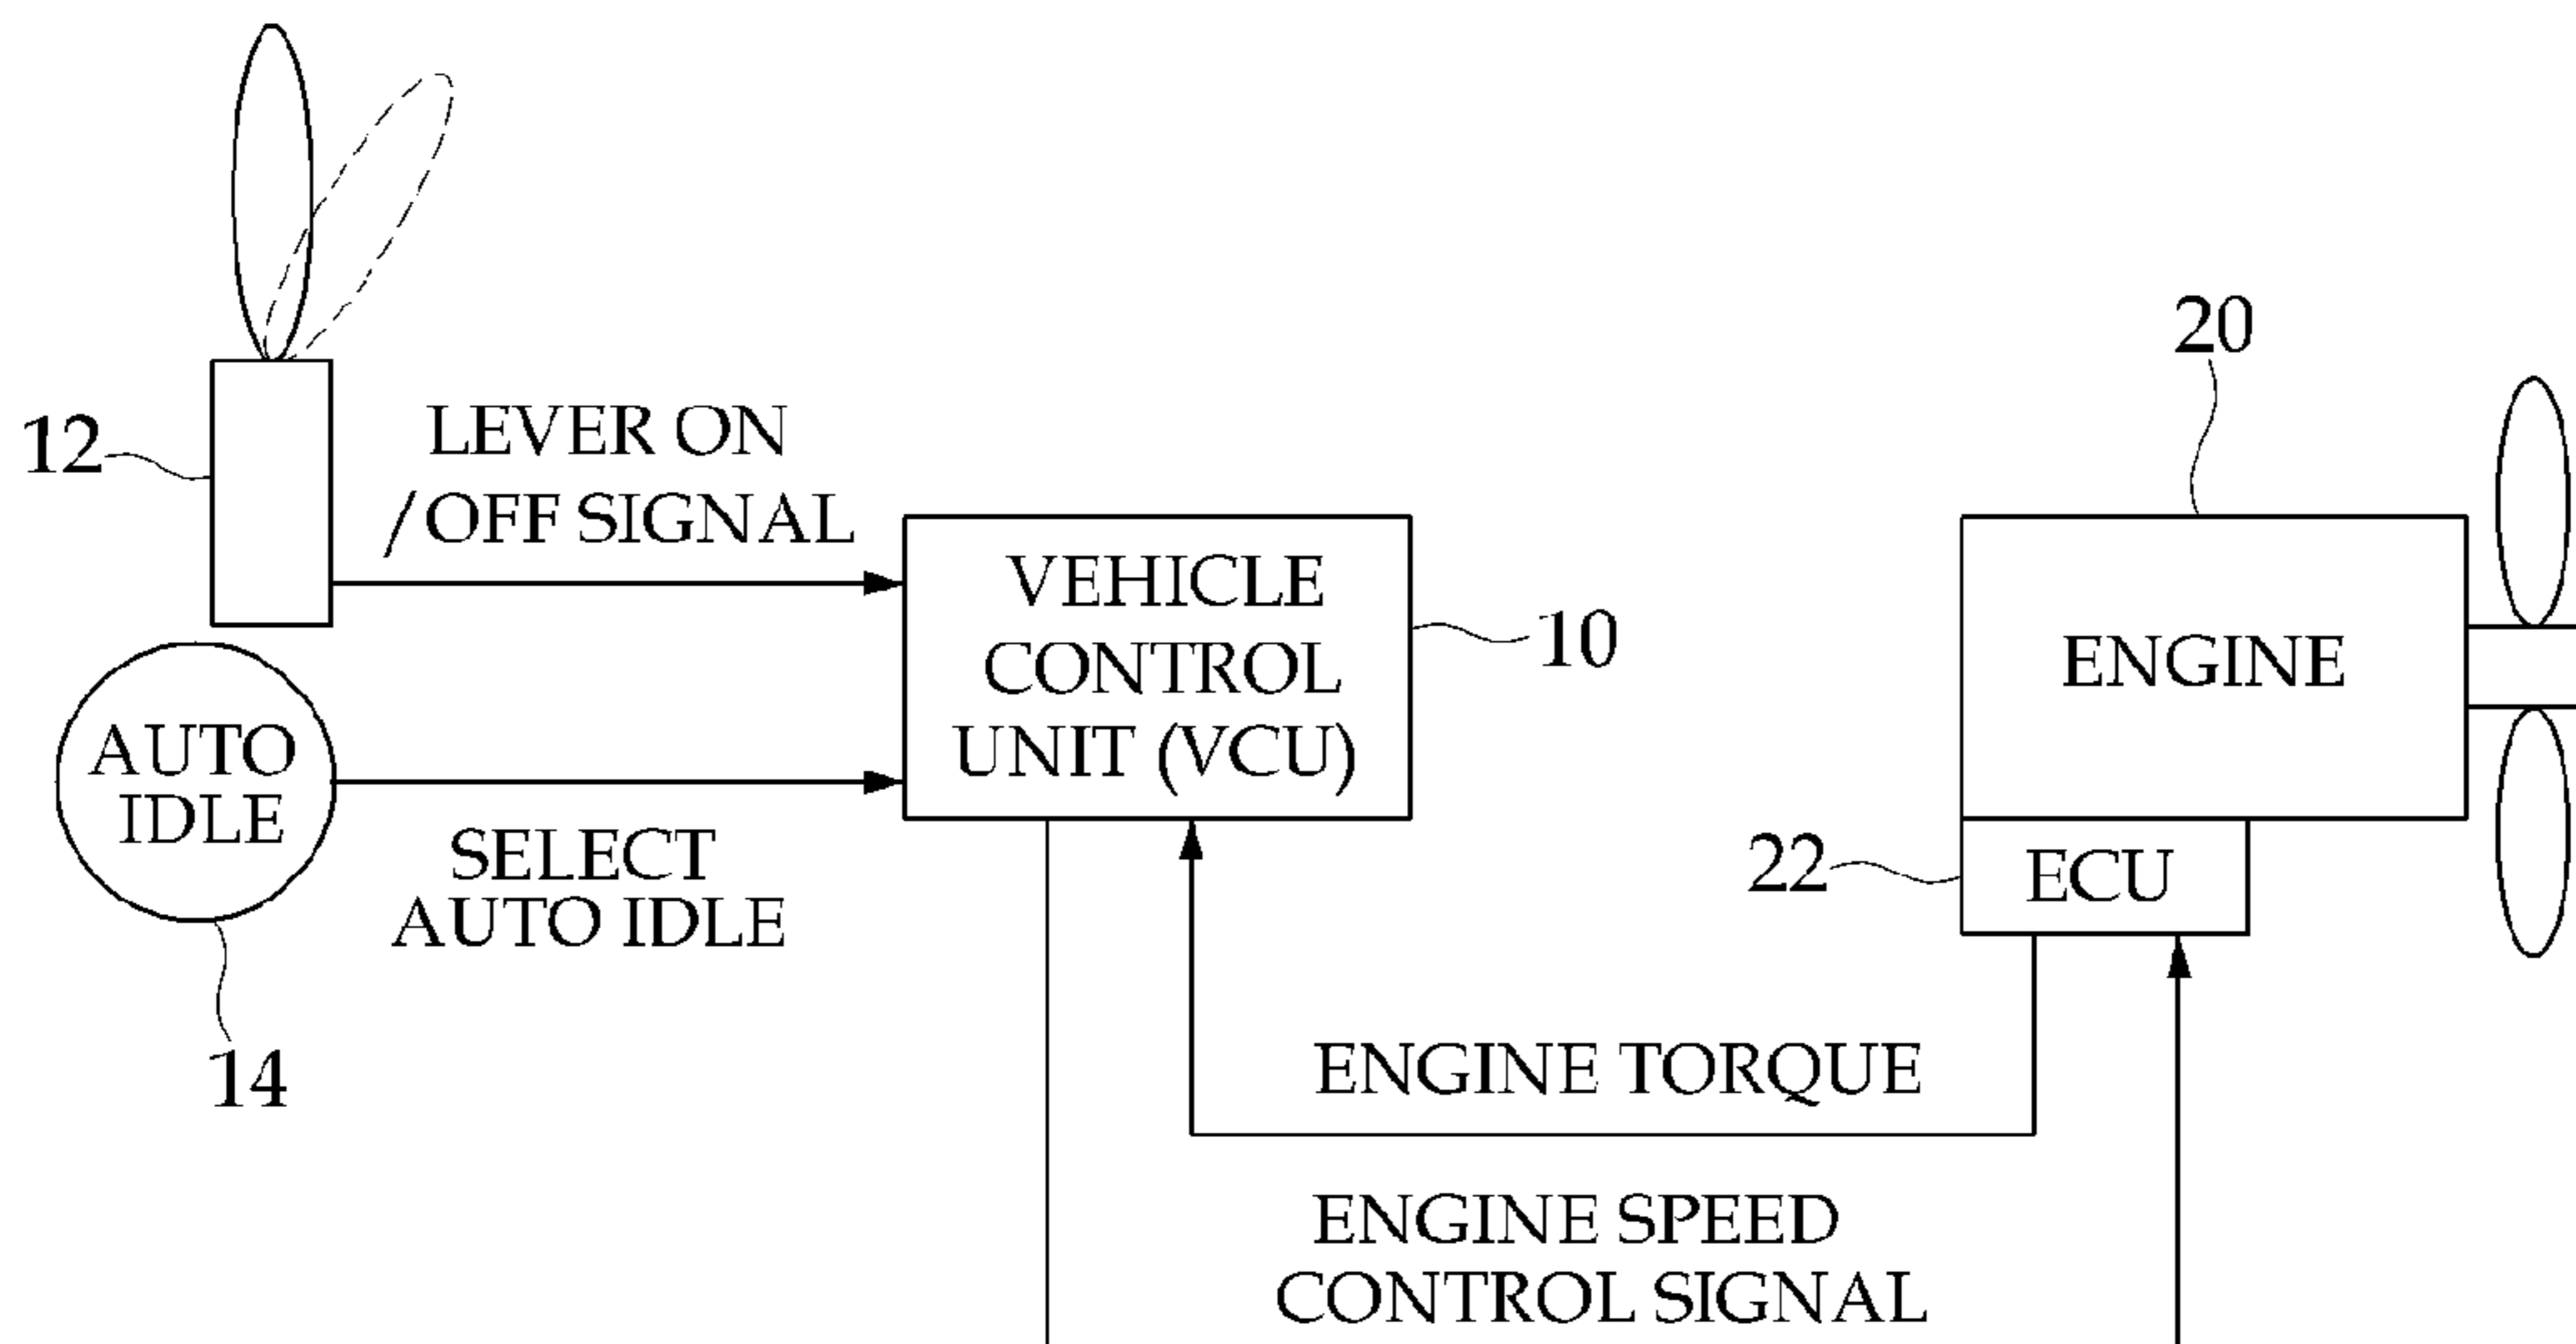 20
12
LEVER ON
/OFF SIGNAL
VEHICLE
CONTROL
UNIT (VCU)
10
ENGINE
AUTO
IDLE
SELECT
AUTO IDLE
22
ECU
14
ENGINE TORQUE
ENGINE SPEED
CONTROL SIGNAL